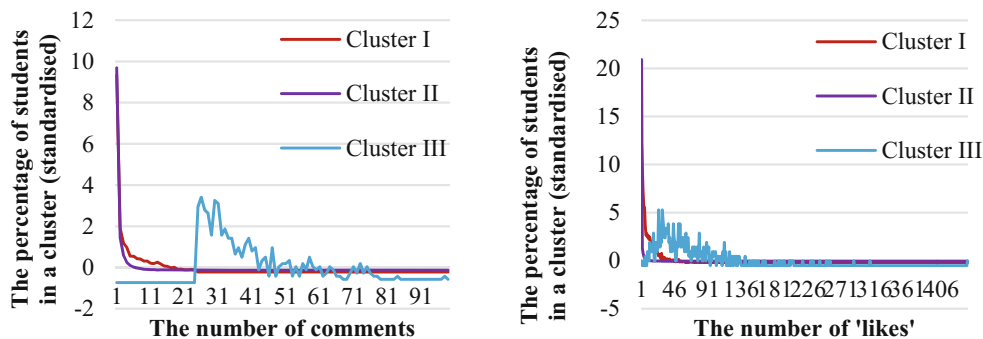 The percentage of students
in a cluster (standardised)
12
10
8
6
4
2
0
-2
Cluster I
Cluster II
Cluster III
1 11 21 31 41 51 61 71 81 91
The number of comments
The percentage of students
in a cluster (standardised)
25
20
15
10
5
0
-5
Cluster I
Cluster II
Cluster III
1 46 91 136 181 226 271 316 361 406
The number of 'likes'